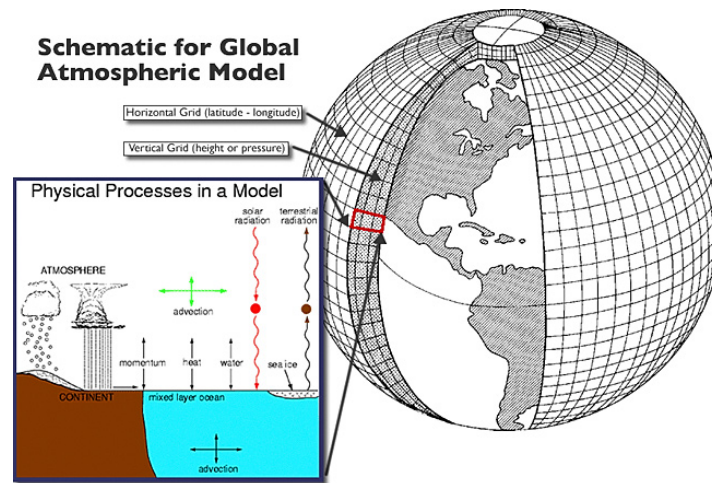 Schematic for Global
Atmospheric Model
Horizontal Grid (latitude - longitude)
Vertical Grid (height or pressure)
Physical Processes in a Model
solar
radiation
terrestrial
radiation
ATMOSPHERE
advection
momentum
heat
water
sea ice
CONTINENT
mixed layer ocean
advection